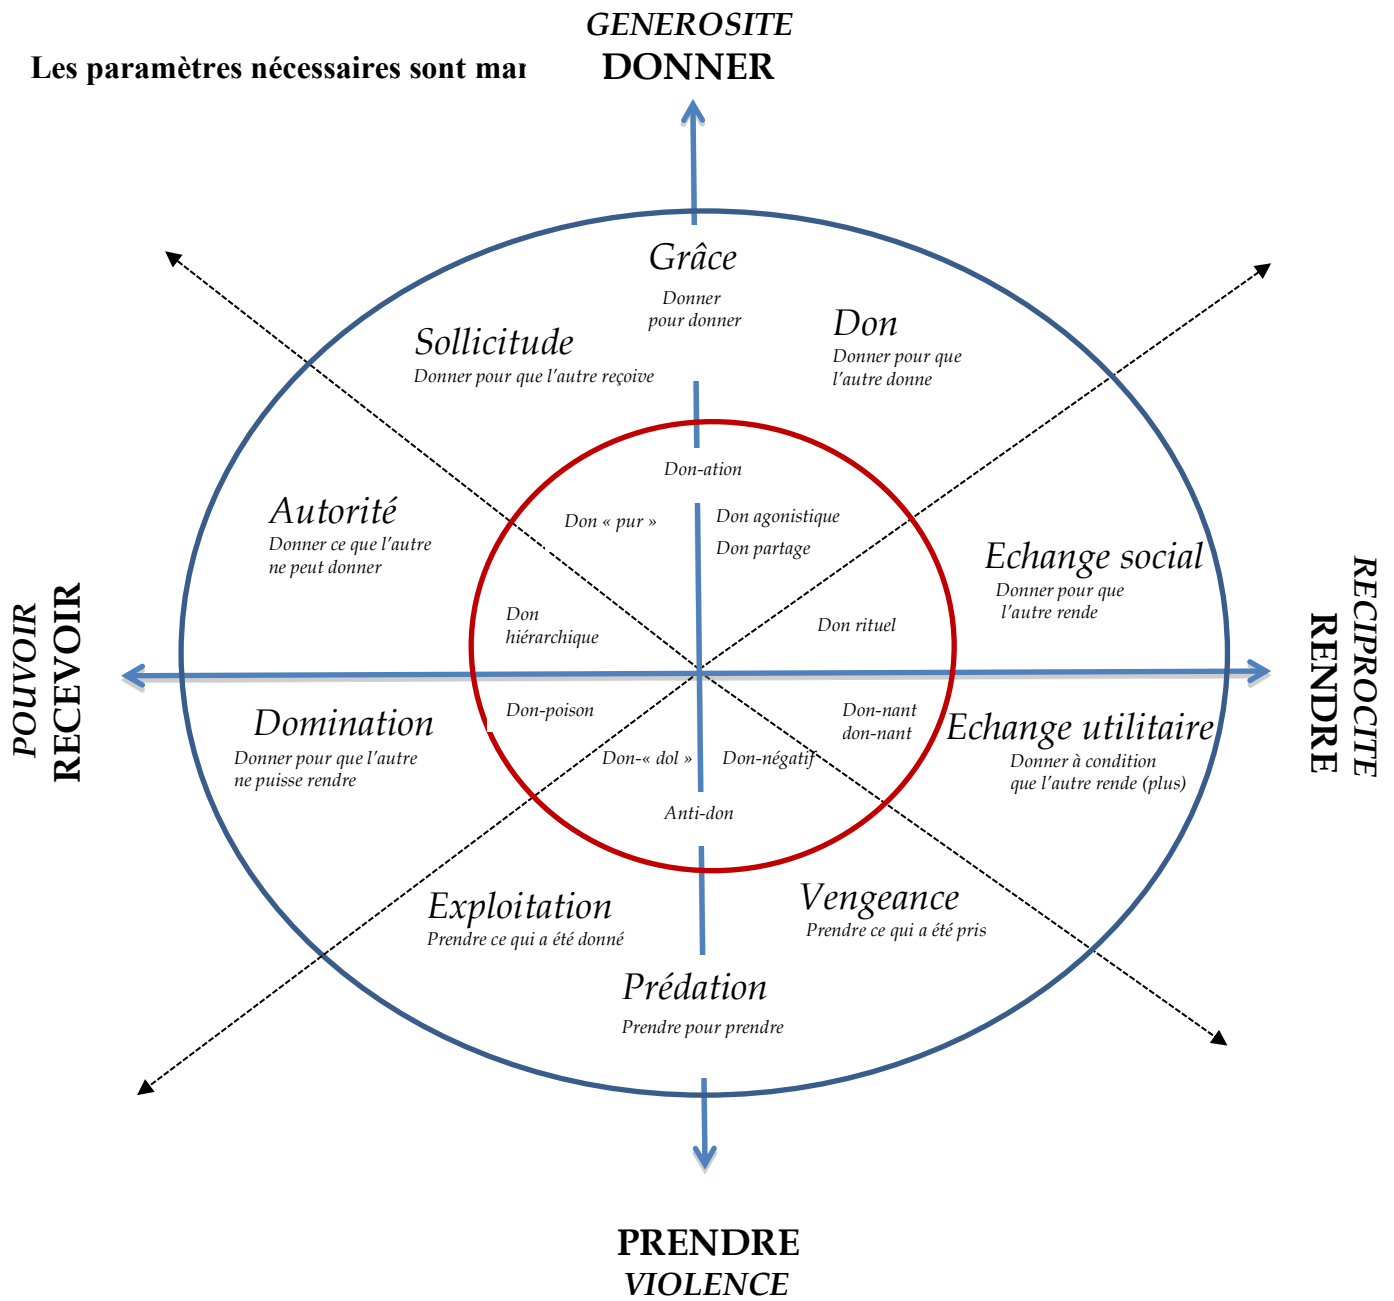 GENEROSITE
DONNER
Les paramètres nécessaires sont
Grâce
Donner
pour donner
Don
Donner pour que
l'autre donne
Sollicitude
Donner pour que l'autre reçoive
Don-ation
Don « pur »
Don agonistique
Don partage
Autorité
Donner ce que l'autre
ne peut donner
Echange social
Donner pour que
l'autre rende
Don
hiérarchique
Don rituel
POUVOIR
RECEVOIR
RECIPROCITE
RENDRE
Domination
Donner pour que l'autre
ne puisse rendre
Don-poison
Don-« dol »
Don-négatif
Don-nant
don-nant
Echange utilitaire
Donner à condition
que l'autre rende (plus)
Anti-don
Exploitation
Prendre ce qui a été donné
Vengeance
Prendre ce qui a été pris
Prédation
Prendre pour prendre
PRENDRE
VIOLENCE